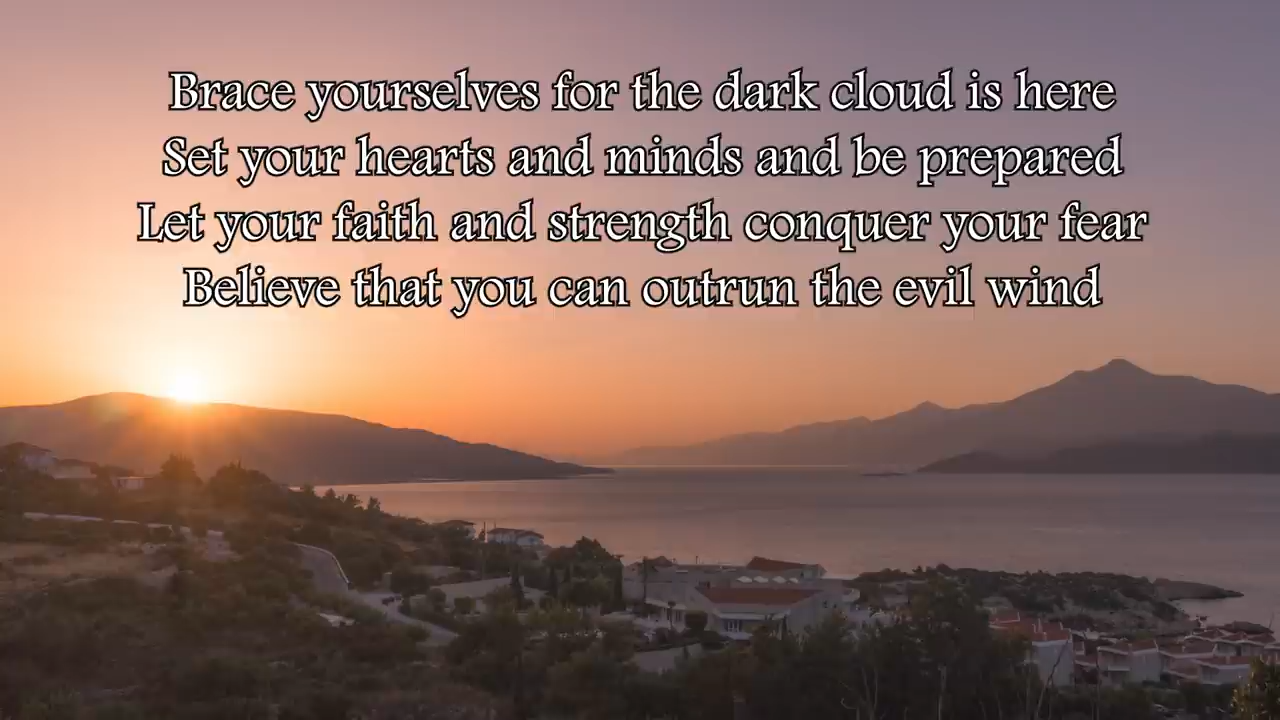 Brace yourselves for the dark cloud is here
Set your hearts and minds and be prepared
Let your faith and strength conquer your fear
Believe that you can outrun the evil wind